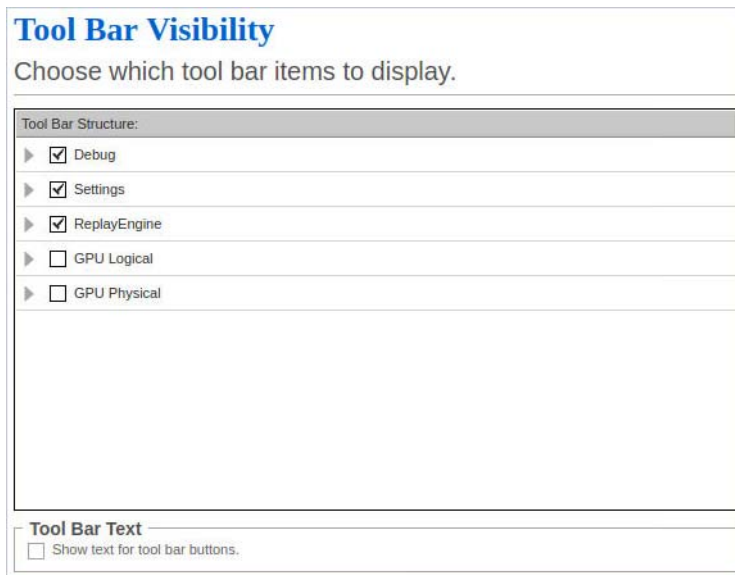 Tool Bar Visibility
Choose which tool bar items to display.
Tool Bar Structure:
Debug
Settings
ReplayEngine
GPU Logical
GPU Physical
Tool Bar Text
Show text for tool bar buttons.